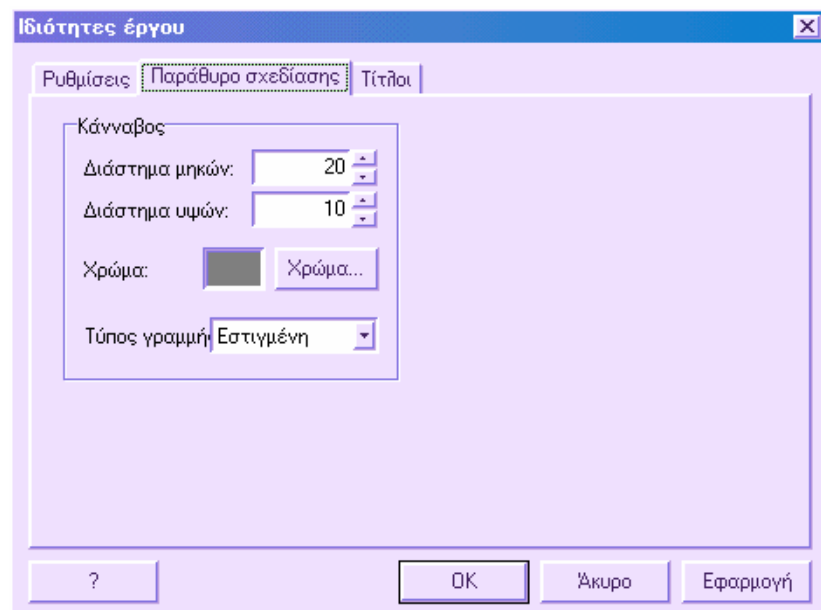 Ιδιότητες έργου
Ρυθμίσεις Παράθυρο σχεδίασης Τίτλοι
Κάνναβος
Διάστημα μηκών: 20
Διάστημα υψών: 10
Χρώμα: Χρώμα...
Τύπος γραμμή Εστιγμένη
? OK Άκυρο Εφαρμογή